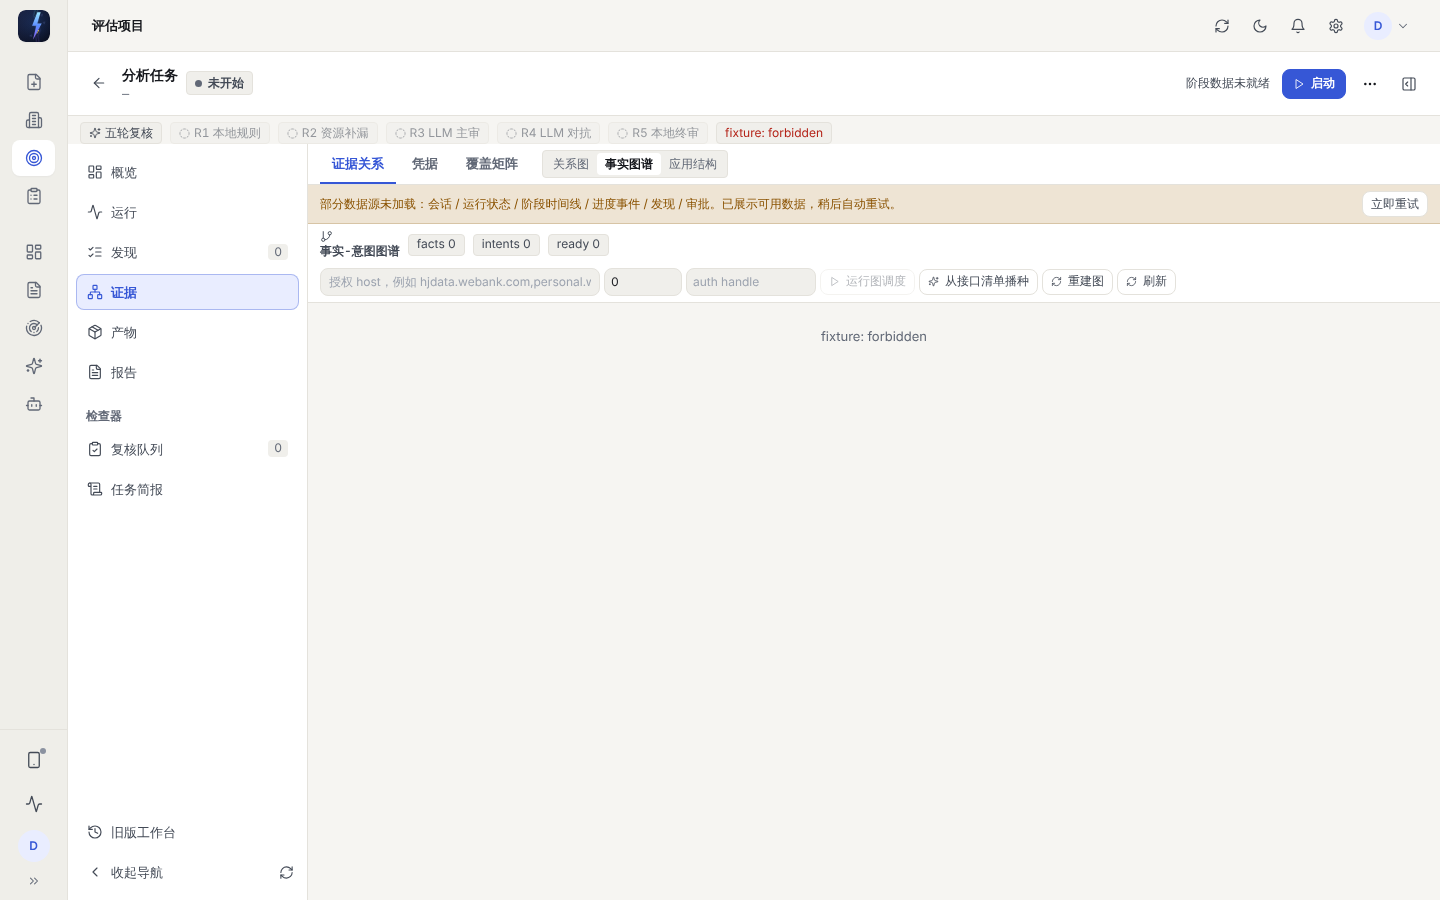 评估项目
D
分析任务
未开始
阶段数据未就绪
启动
五轮复核
R1 本地规则
R2 资源补漏
R3 LLM 主审
R4 LLM 对抗
R5 本地终审
fixture: forbidden
概览
运行
发现 0
证据
产物
报告
检查器
复核队列 0
任务简报
旧版工作台
收起导航
D
证据关系
凭据
覆盖矩阵
关系图
事实图谱
应用结构
部分数据源未加载：会话 / 运行状态 / 阶段时间线 / 进度事件 / 发现 / 审批。已展示可用数据，稍后自动重试。
立即重试
事实-意图图谱
facts 0
intents 0
ready 0
授权 host，例如 hjdata.webank.com,personal.w
0
auth handle
运行图调度
从接口清单播种
重建图
刷新
fixture: forbidden